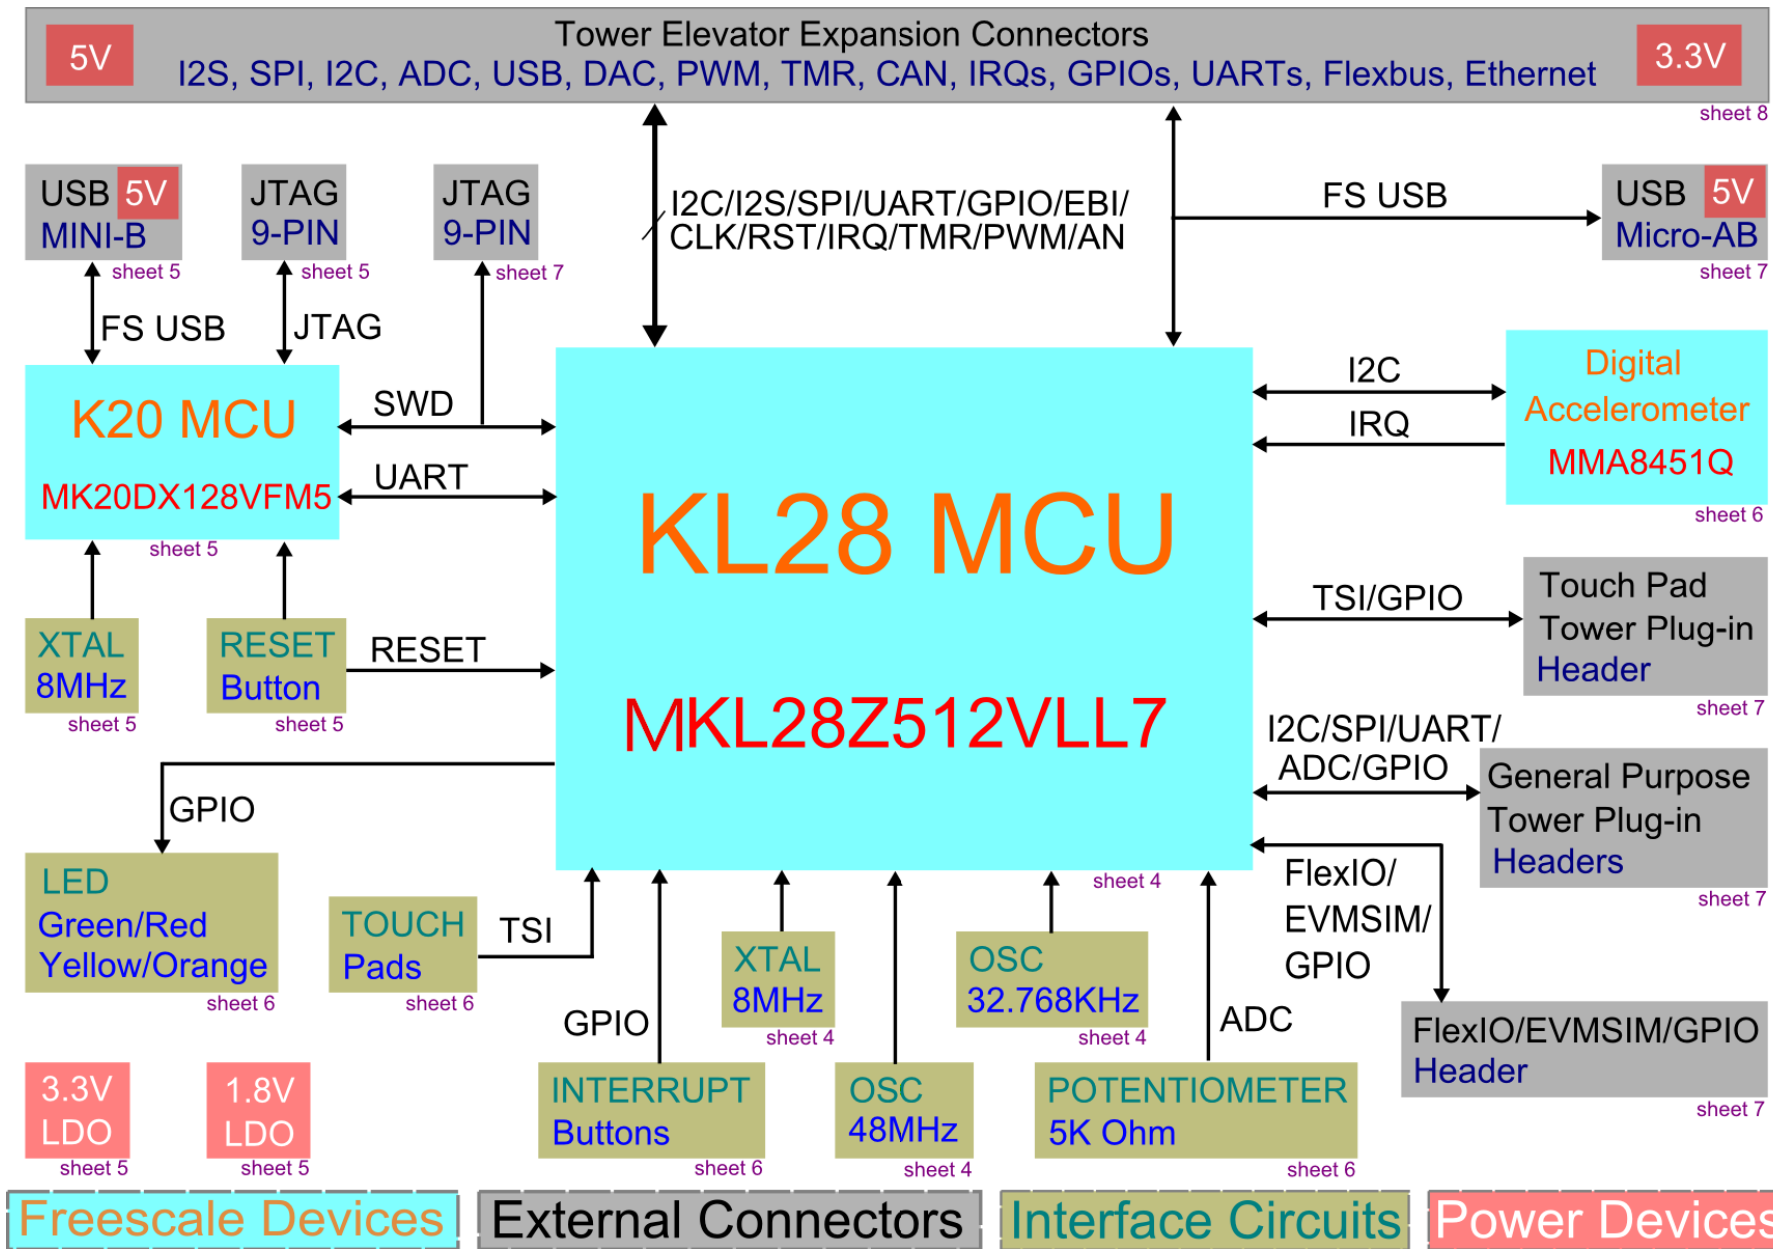 Tower Elevator Expansion Connectors
5V
I2S, SPI, I2C, ADC, USB, DAC, PWM, TMR, CAN, IRQs, GPIOs, UARTs, Flexbus, Ethernet
3.3V
sheet 8
USB 5V
MINI-B
sheet 5
JTAG
9-PIN
sheet 5
JTAG
9-PIN
sheet 7
I2C/I2S/SPI/UART/GPIO/EBI/
CLK/RST/IRQ/TMR/PWM/AN
FS USB
USB 5V
Micro-AB
sheet 7
FS USB
JTAG
K20 MCU
MK20DX128VFM5
sheet 5
SWD
UART
KL28 MCU
MKL28Z512VLL7
sheet 4
I2C
IRQ
Digital
Accelerometer
MMA8451Q
sheet 6
TSI/GPIO
Touch Pad
Tower Plug-in
Header
sheet 7
XTAL
8MHz
sheet 5
RESET
Button
sheet 5
RESET
I2C/SPI/UART/
ADC/GPIO
General Purpose
Tower Plug-in
Headers
sheet 7
GPIO
LED
Green/Red
Yellow/Orange
sheet 6
TOUCH
Pads
sheet 6
TSI
GPIO
XTAL
8MHz
sheet 4
OSC
32.768KHz
sheet 4
ADC
FlexIO/
EVMSIM/
GPIO
FlexIO/EVMSIM/GPIO
Header
sheet 7
3.3V
LDO
sheet 5
1.8V
LDO
sheet 5
INTERRUPT
Buttons
sheet 6
OSC
48MHz
sheet 4
POTENTIOMETER
5K Ohm
sheet 6
Freescale Devices
External Connectors
Interface Circuits
Power Devices